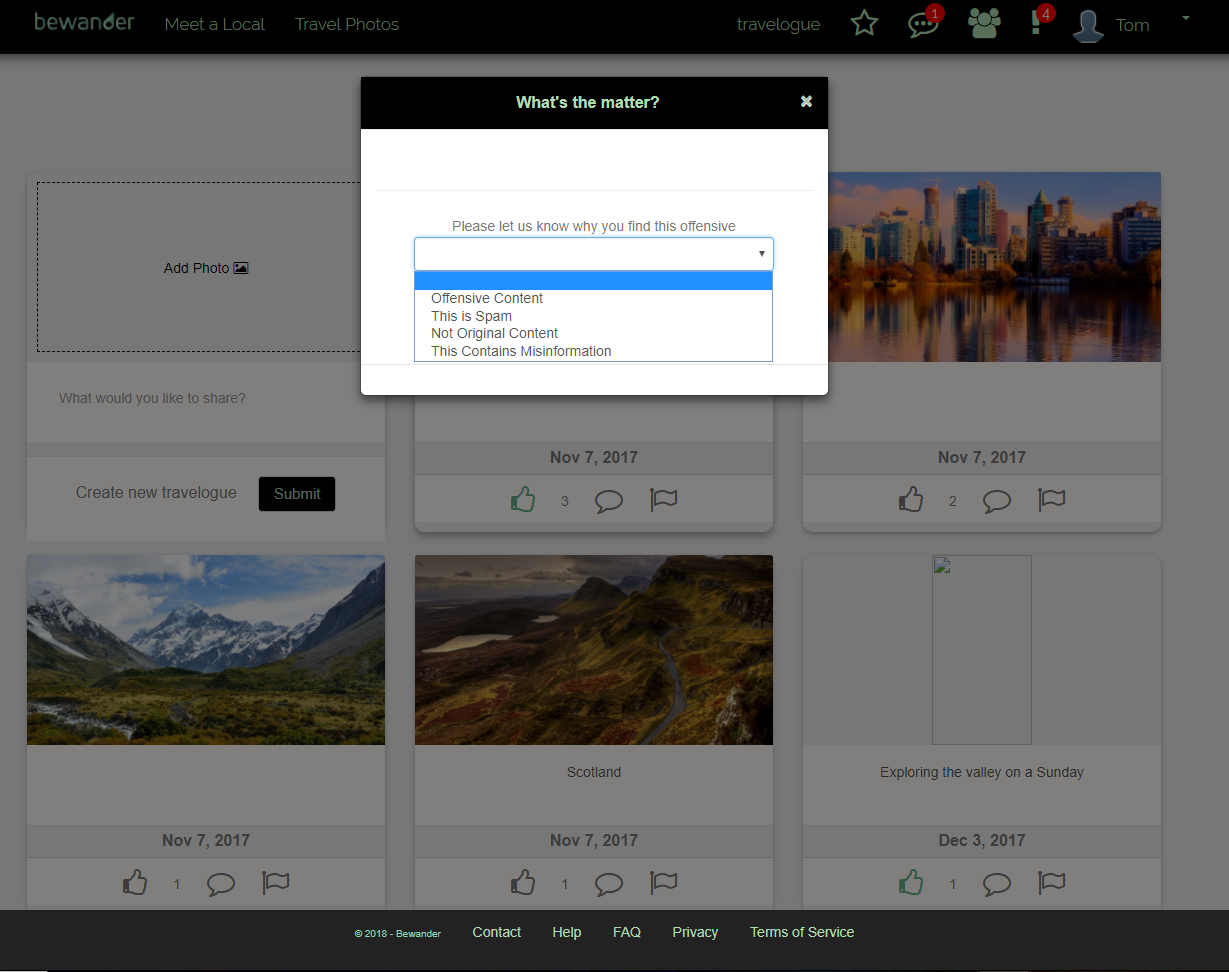 bewander Meet a Local Travel Photos travelogue 1 4 Tom
What's the matter? ✖
Please let us know why you find this offensive
Offensive Content
This is Spam
Not Original Content
This Contains Misinformation
Add Photo
What would you like to share?
Create new travelogue Submit
Nov 7, 2017
3
Nov 7, 2017
2
Nov 7, 2017
1
Scotland
Nov 7, 2017
1
Exploring the valley on a Sunday
Dec 3, 2017
1
© 2018 - Bewander Contact Help FAQ Privacy Terms of Service